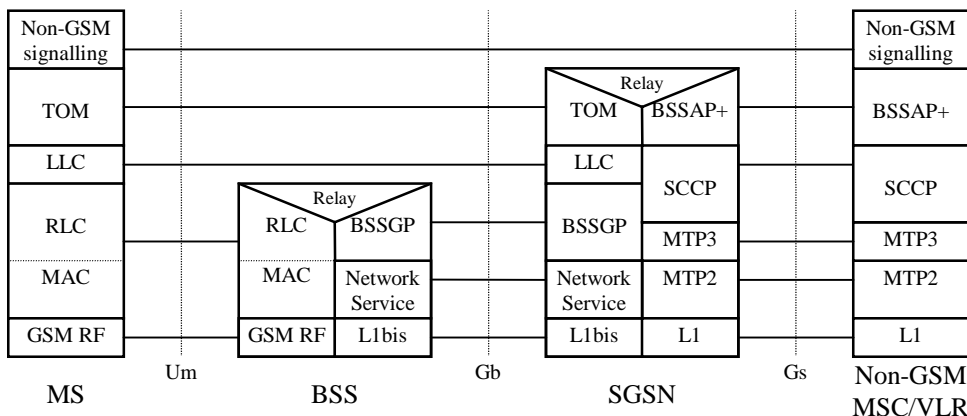 Non-GSM
signalling
Non-GSM
signalling
Relay
TOM
TOM
BSSAP+
BSSAP+
LLC
LLC
SCCP
SCCP
Relay
RLC
RLC
BSSGP
BSSGP
MTP3
MTP3
MAC
MAC
Network
Service
Network
Service
MTP2
MTP2
GSM RF
GSM RF
L1bis
L1bis
L1
L1
Um
Gb
Gs
MS
BSS
SGSN
Non-GSM
MSC/VLR